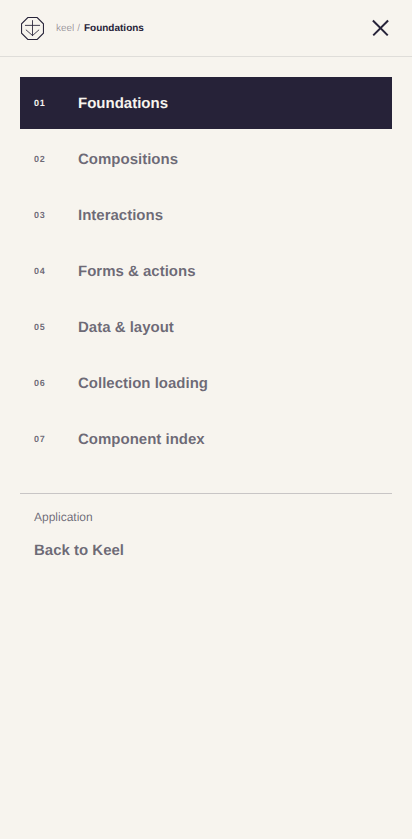 keel / Foundations
01 Foundations
02 Compositions
03 Interactions
04 Forms & actions
05 Data & layout
06 Collection loading
07 Component index
Application
Back to Keel